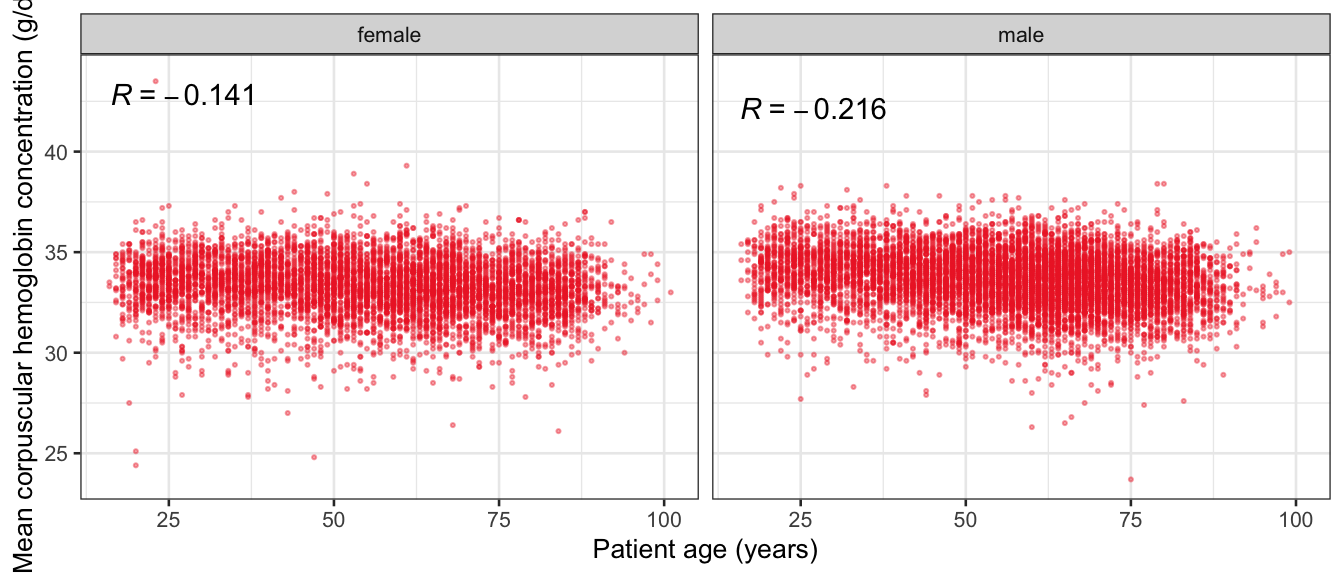 female
male
R = −0.141
R = −0.216
Mean corpuscular hemoglobin concentration (g/d
40
35
30
25
25 50 75 100
25 50 75 100
Patient age (years)